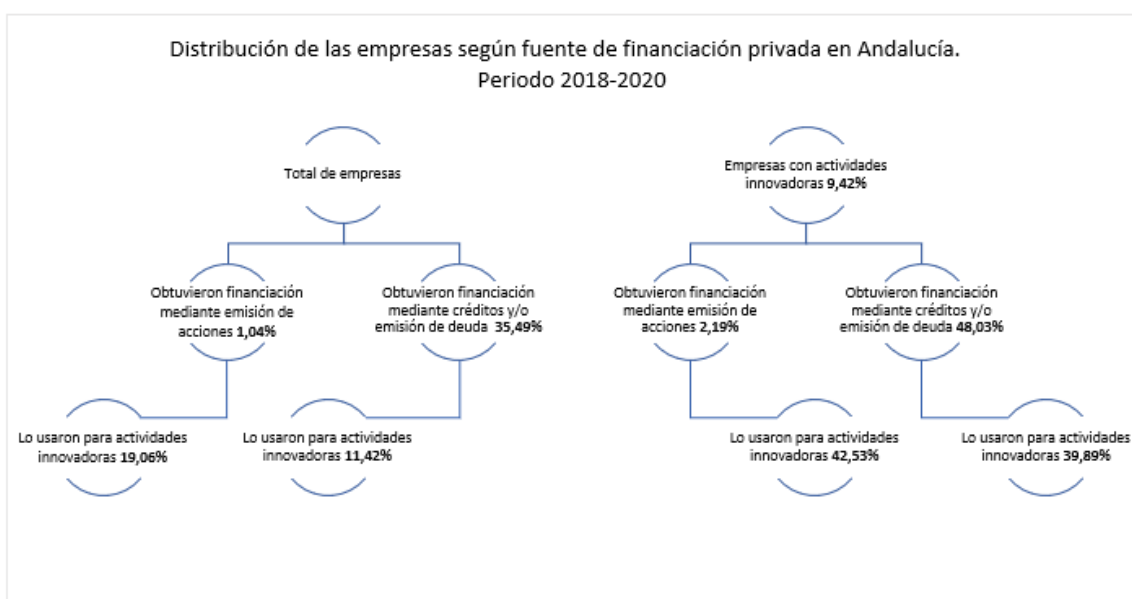 Distribución de las empresas según fuente de financiación privada en Andalucía.
Periodo 2018-2020
Total de empresas
Empresas con actividades
innovadoras 9,42%
Obtuvieron financiación
mediante emisión de
acciones 1,04%
Obtuvieron financiación
mediante créditos y/o
emisión de deuda 35,49%
Obtuvieron financiación
mediante emisión de
acciones 2,19%
Obtuvieron financiación
mediante créditos y/o
emisión de deuda 48,03%
Lo usaron para actividades
innovadoras 19,06%
Lo usaron para actividades
innovadoras 11,42%
Lo usaron para actividades
innovadoras 42,53%
Lo usaron para actividades
innovadoras 39,89%